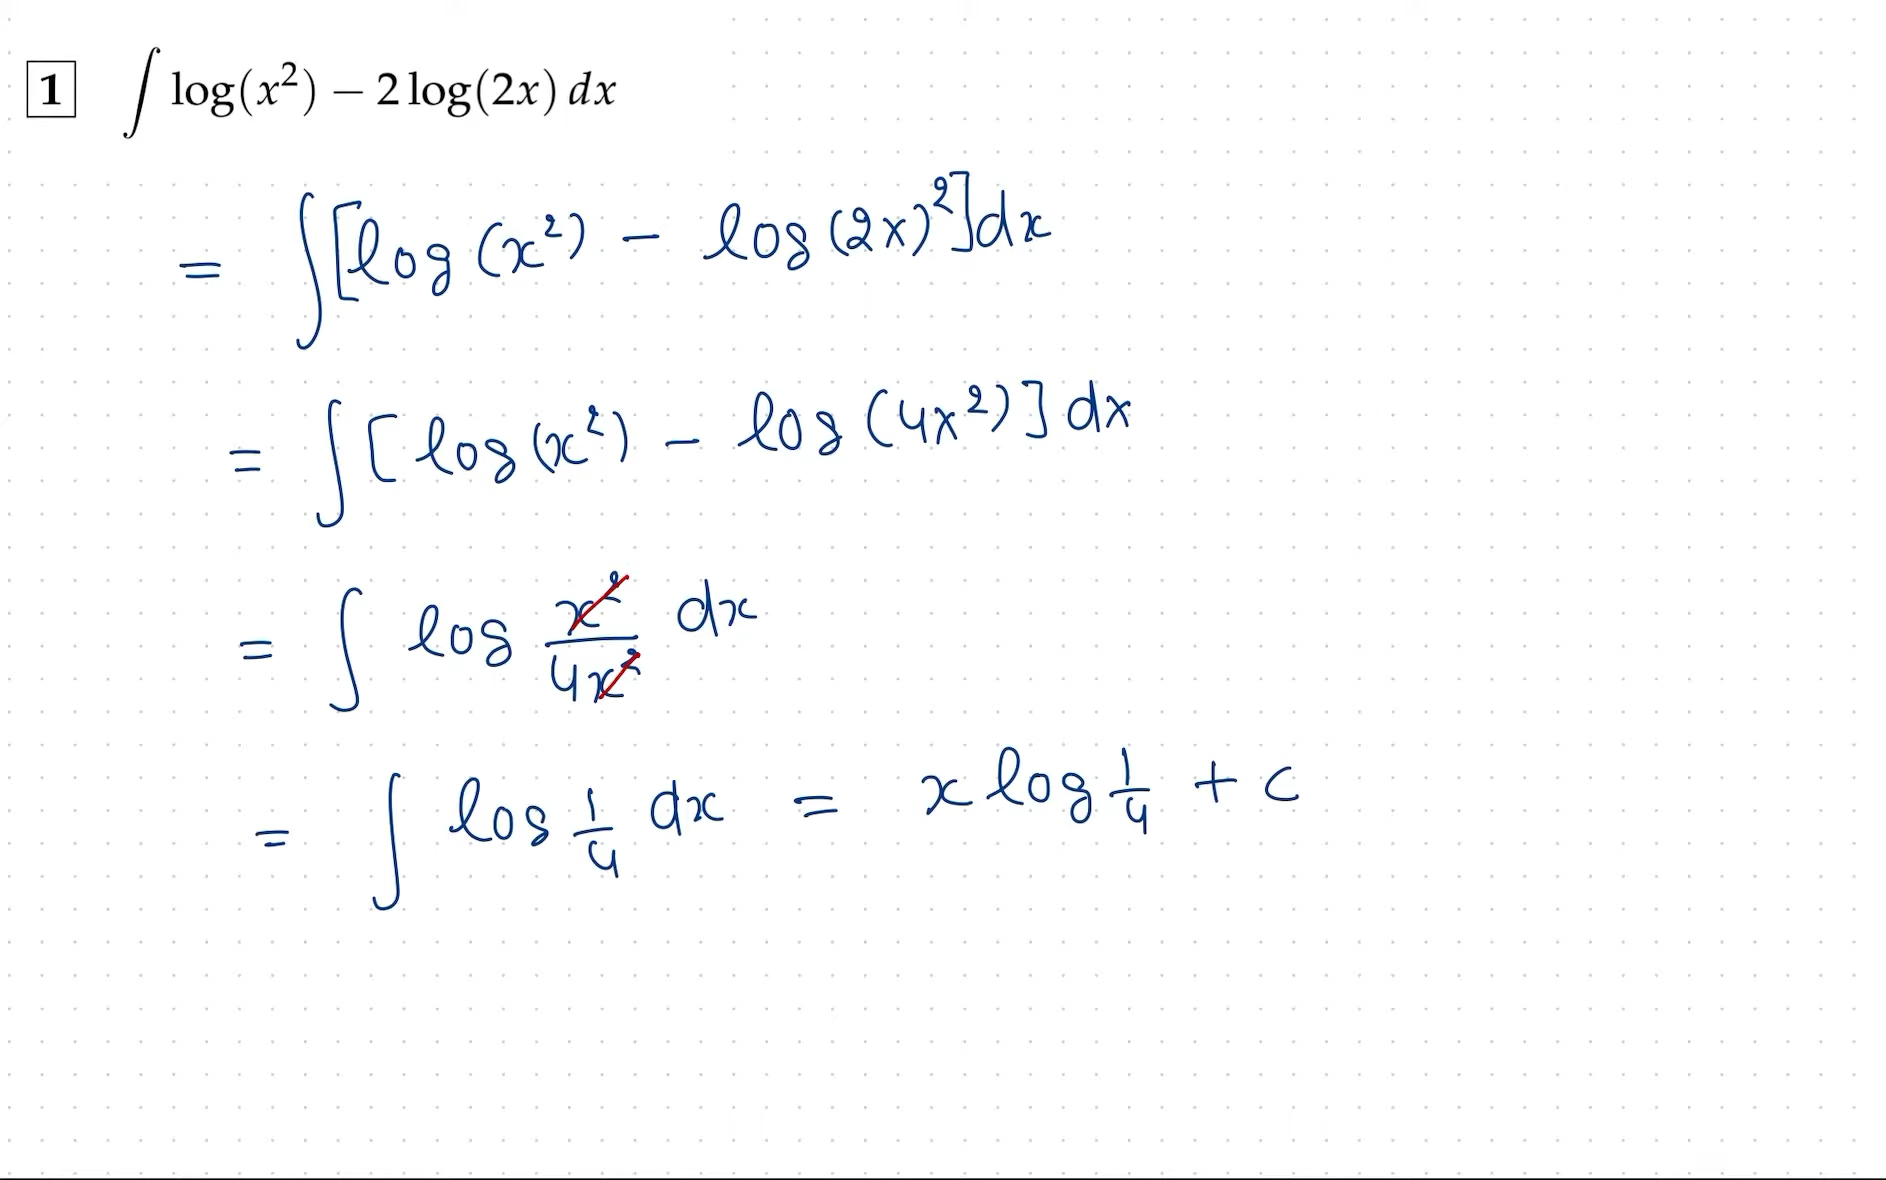 1 ∫ log(x²) − 2 log(2x) dx
= ∫[log (x²) − log (2x)²]dx
= ∫[ log (x²) − log (4x²)] dx
= ∫ log x²/4x² dx
= ∫ log 1/4 dx = x log 1/4 + c